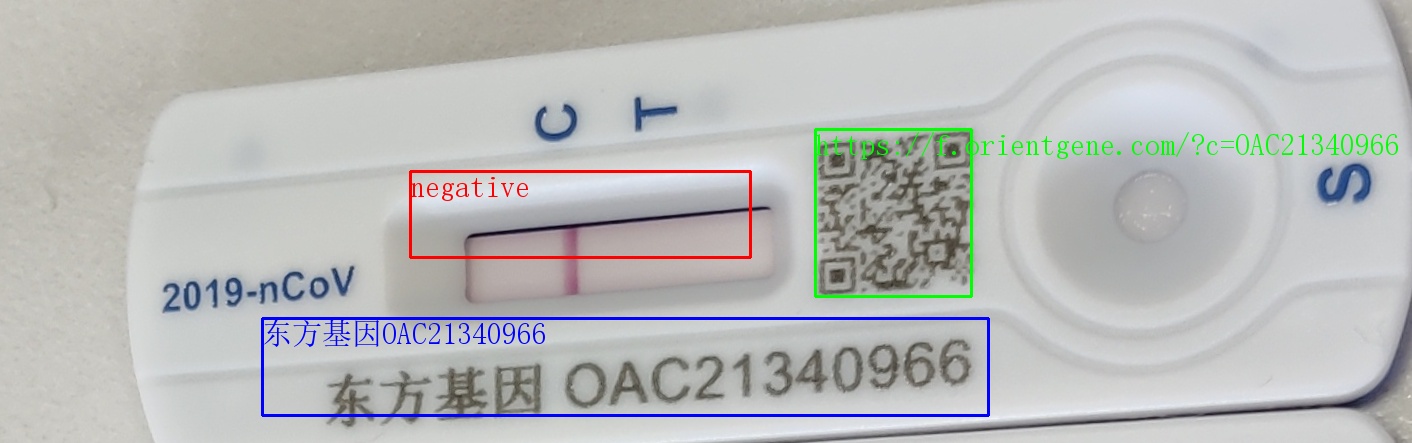 C
T
negative
https://f.orientgene.com/?c=OAC21340966
S
2019-nCoV
东方基因OAC21340966
东方基因 OAC21340966